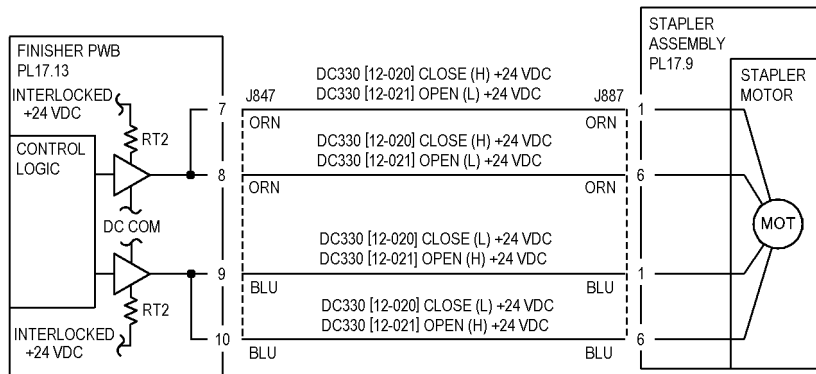 FINISHER PWB
PL17.13
INTERLOCKED
+24 VDC
RT2
CONTROL
LOGIC
DC COM
RT2
INTERLOCKED
+24 VDC
7
8
9
10
J847
J887
DC330 [12-020] CLOSE (H) +24 VDC
DC330 [12-021] OPEN (L) +24 VDC
ORN
ORN
DC330 [12-020] CLOSE (H) +24 VDC
DC330 [12-021] OPEN (L) +24 VDC
ORN
ORN
DC330 [12-020] CLOSE (L) +24 VDC
DC330 [12-021] OPEN (H) +24 VDC
BLU
BLU
DC330 [12-020] CLOSE (L) +24 VDC
DC330 [12-021] OPEN (H) +24 VDC
BLU
BLU
1
6
1
6
STAPLER
ASSEMBLY
PL17.9
STAPLER
MOTOR
MOT